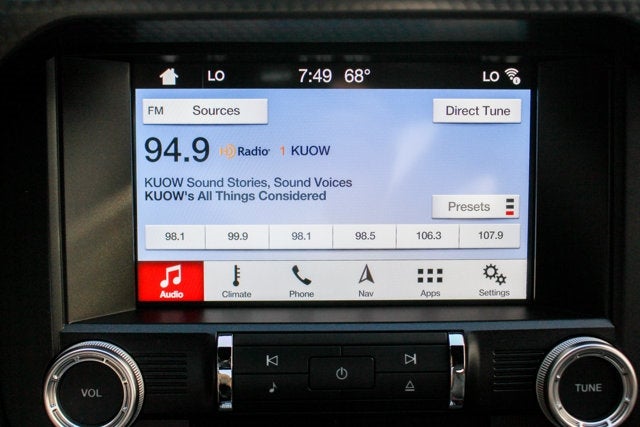 LO 7:49 68° LO
FM Sources Direct Tune
94.9 HD Radio 1 KUOW
KUOW Sound Stories, Sound Voices
KUOW's All Things Considered
Presets
98.1 99.9 98.1 98.5 106.3 107.9
Audio Climate Phone Nav Apps Settings
VOL TUNE